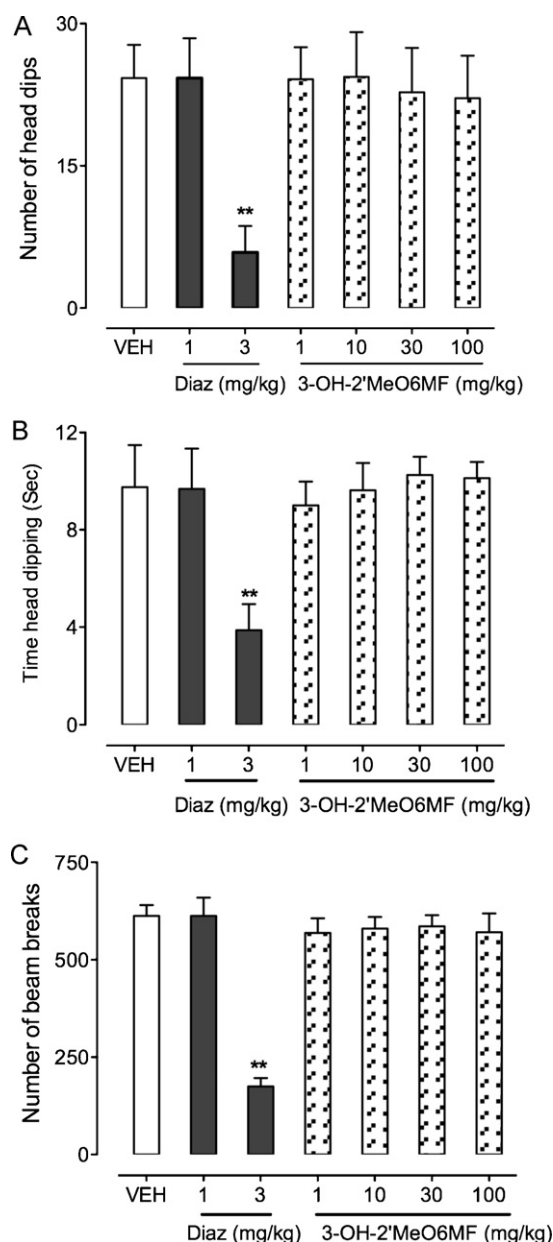 A
Number of head dips
30
15
0
**
VEH 1 3 1 10 30 100
Diaz (mg/kg) 3-OH-2'MeO6MF (mg/kg)
B
Time head dipping (Sec)
12
8
4
0
**
VEH 1 3 1 10 30 100
Diaz (mg/kg) 3-OH-2'MeO6MF (mg/kg)
C
Number of beam breaks
750
500
250
0
**
VEH 1 3 1 10 30 100
Diaz (mg/kg) 3-OH-2'MeO6MF (mg/kg)